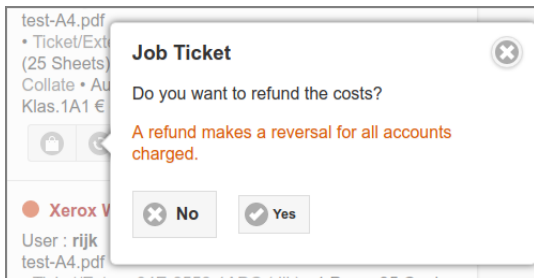 test-A4.pdf
• Ticket/Exte
(25 Sheets)
Collate • Au
Klas.1A1 €
Job Ticket
Do you want to refund the costs?
A refund makes a reversal for all accounts
charged.
No
Yes
Xerox W
User : rijk
test-A4.pdf